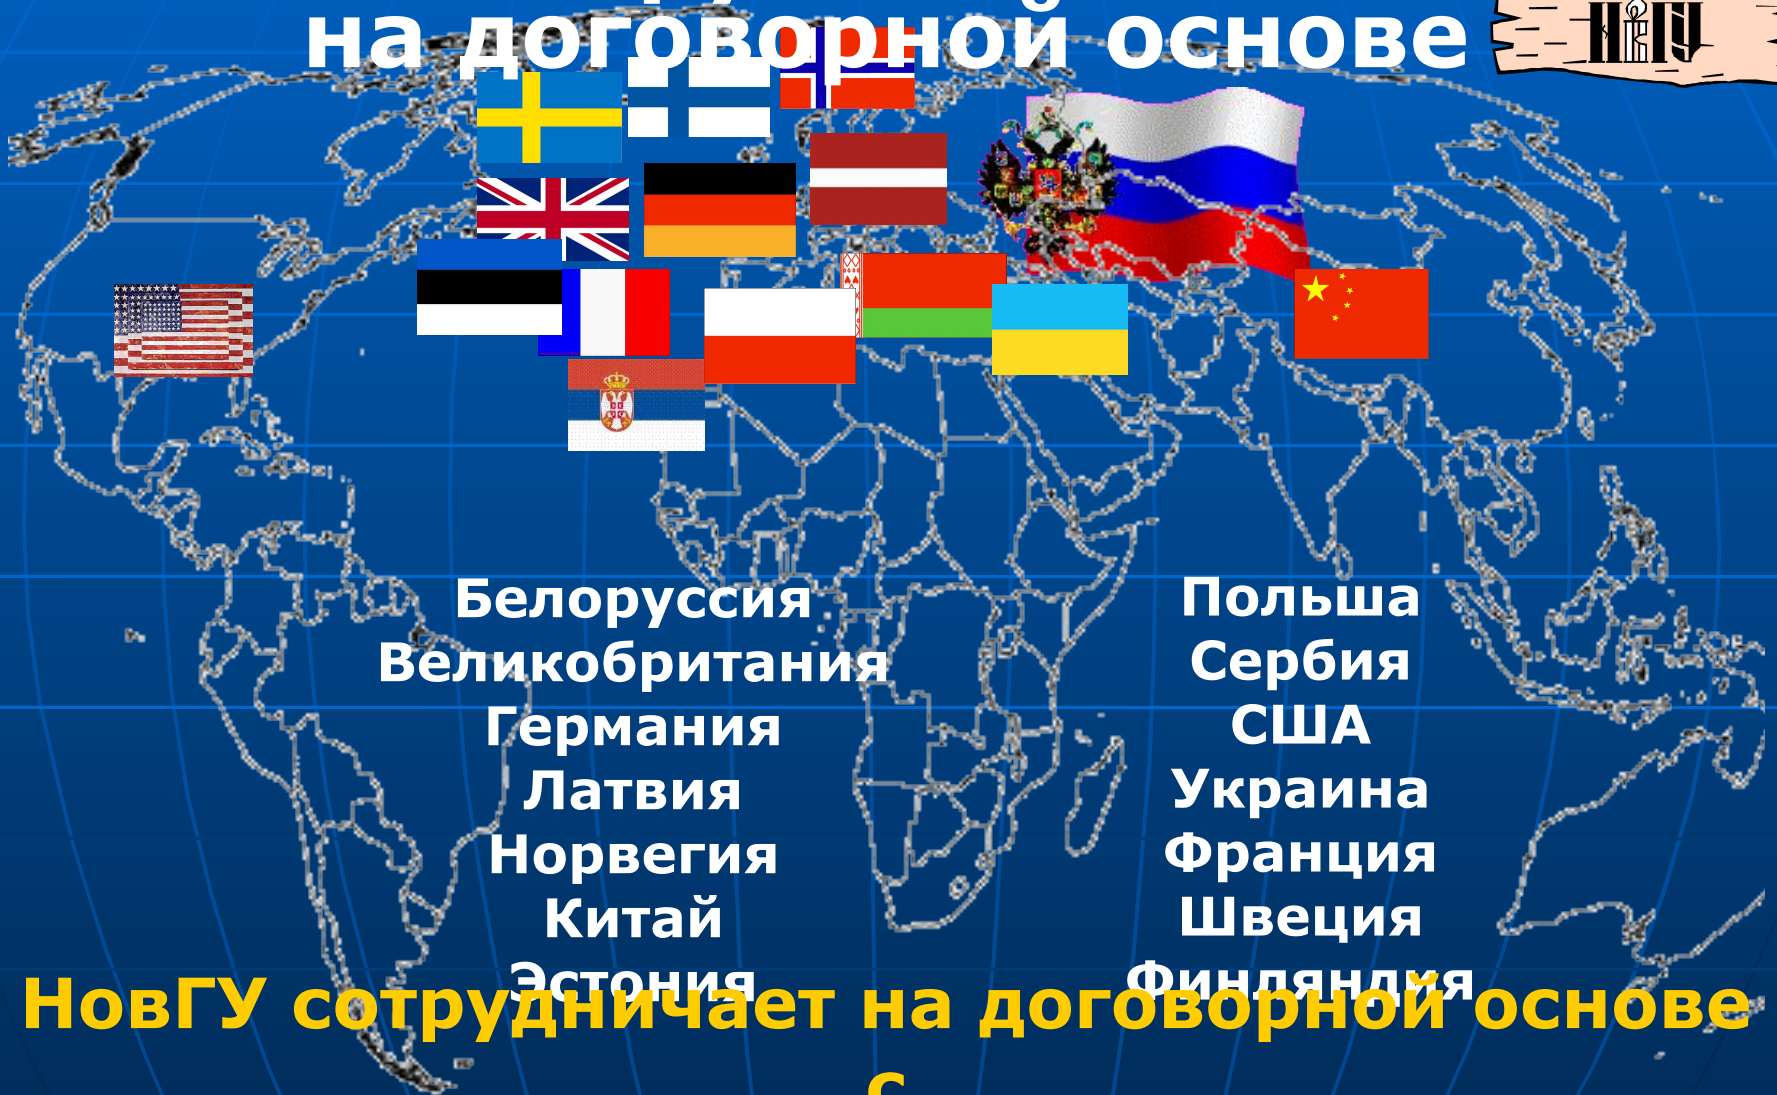 на договорной основе
НГУ
Белоруссия
Великобритания
Германия
Латвия
Норвегия
Китай
Эстония
Польша
Сербия
США
Украина
Франция
Швеция
Финляндия
НовГУ сотрудничает на договорной основе
с